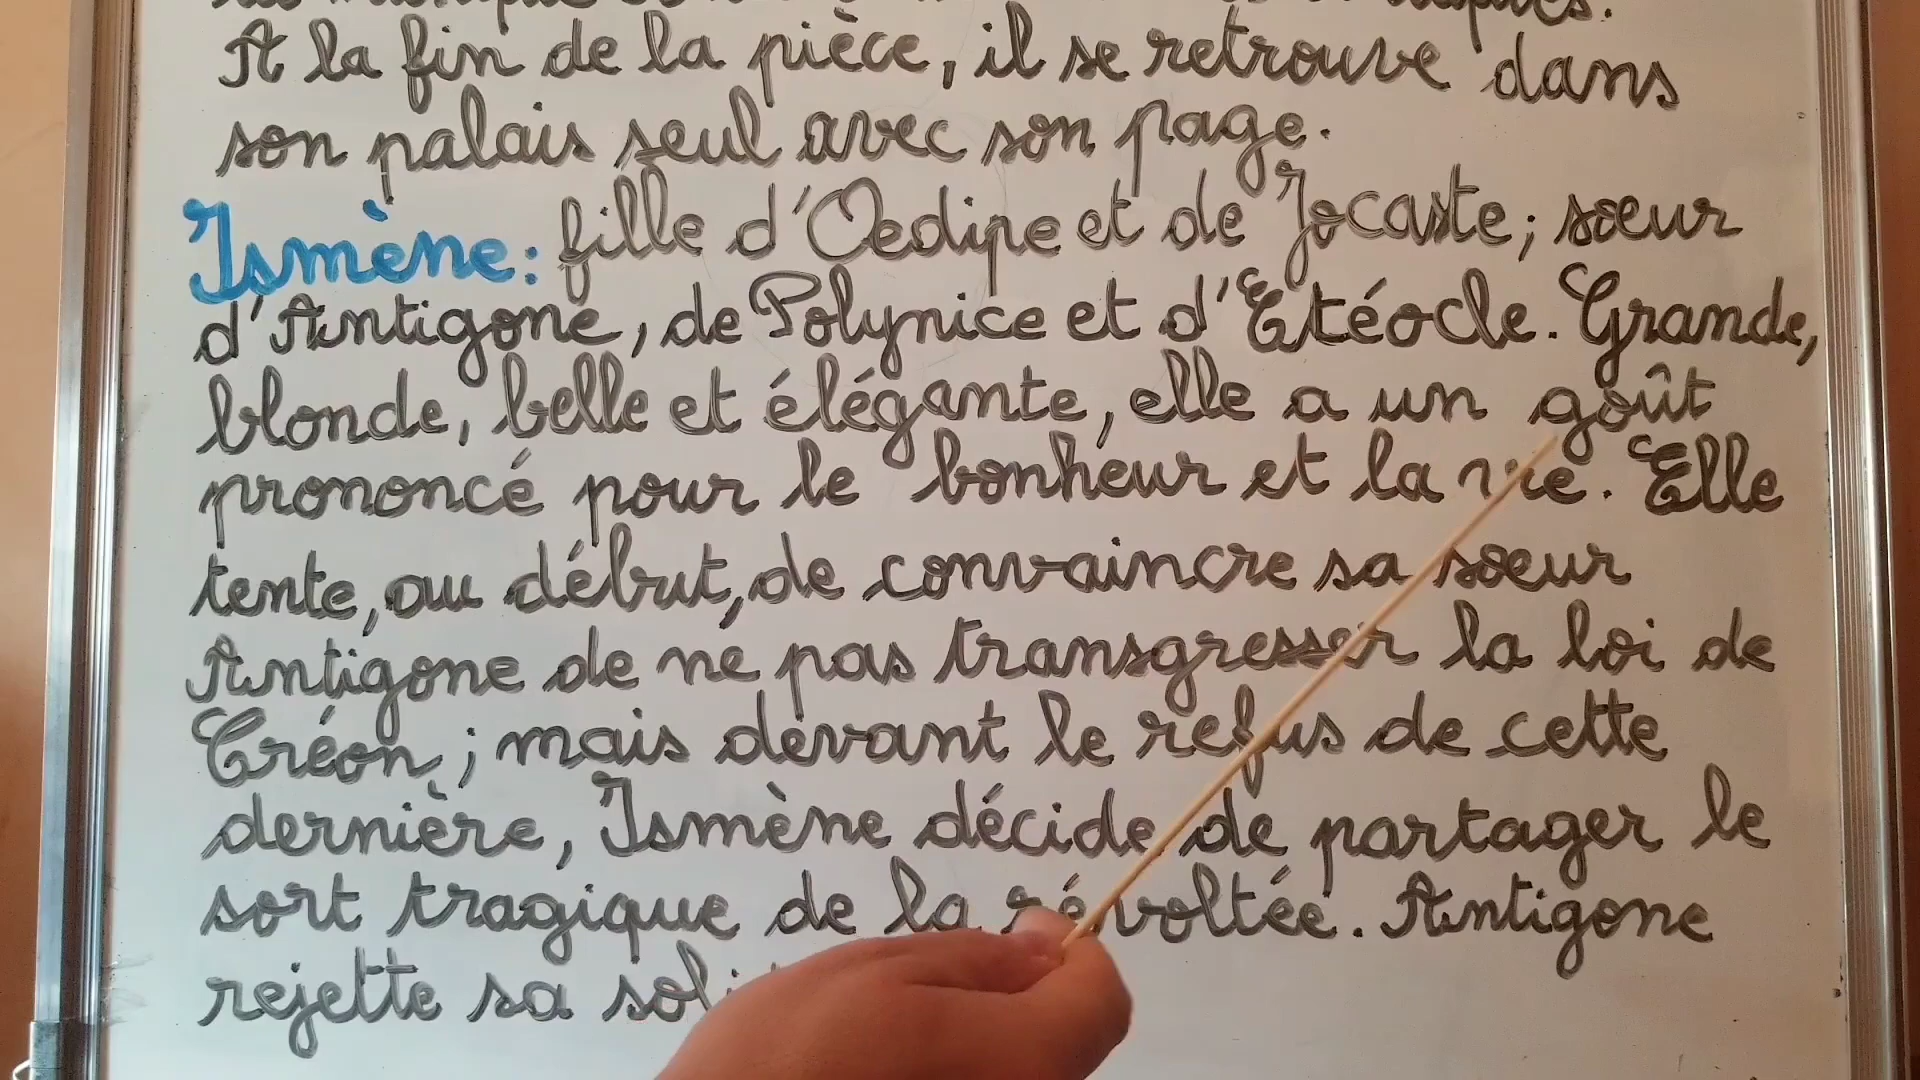 A la fin de la pièce, il se retrouve dans
son palais seul avec son page.
Ismène: fille d'Oedipe et de Jocaste; sœur
d'Antigone, de Polynice et d'Etéocle. Grande,
blonde, belle et élégante, elle a un goût
prononcé pour le bonheur et la vie. Elle
tente, au début, de convaincre sa soeur
Antigone de ne pas transgresser la loi de
Créon; mais devant le refus de cette
dernière, Ismène décide de partager le
sort tragique de la révoltée. Antigone
rejette sa